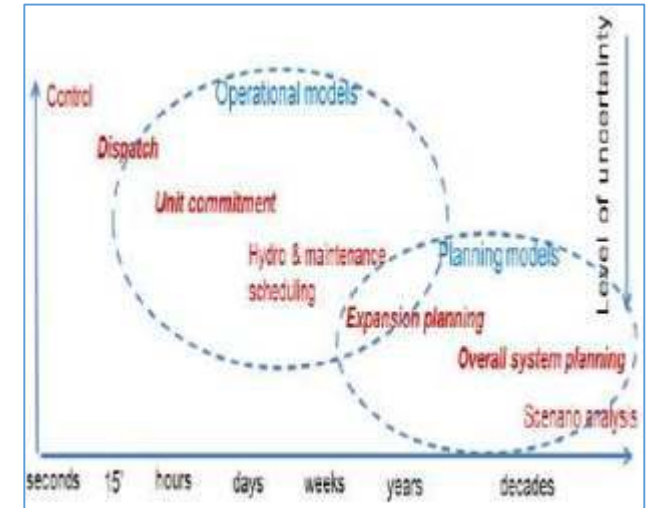 Control
Operational models
Dispatch
Unit commitment
Hydro & maintenance
scheduling
Planning models
Expansion planning
Overall system planning
Scenario analysis
Level of uncertainty
seconds 15' hours days weeks years decades